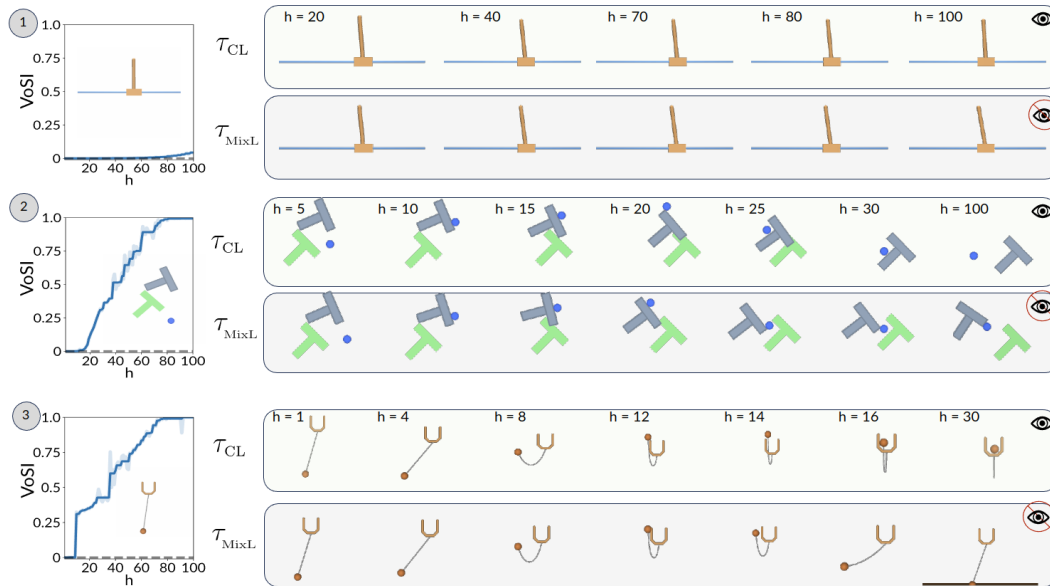 1
1.0
0.75
0.5
0.25
0
VoSI
20 40 60 80 100
h
τCL
h = 20 h = 40 h = 70 h = 80 h = 100
τMixL
2
1.0
0.75
0.5
0.25
0
VoSI
20 40 60 80 100
h
τCL
h = 5 h = 10 h = 15 h = 20 h = 25 h = 30 h = 100
τMixL
3
1.0
0.75
0.5
0.25
0
VoSI
0 20 40 60 80 100
h
τCL
h = 1 h = 4 h = 8 h = 12 h = 14 h = 16 h = 30
τMixL